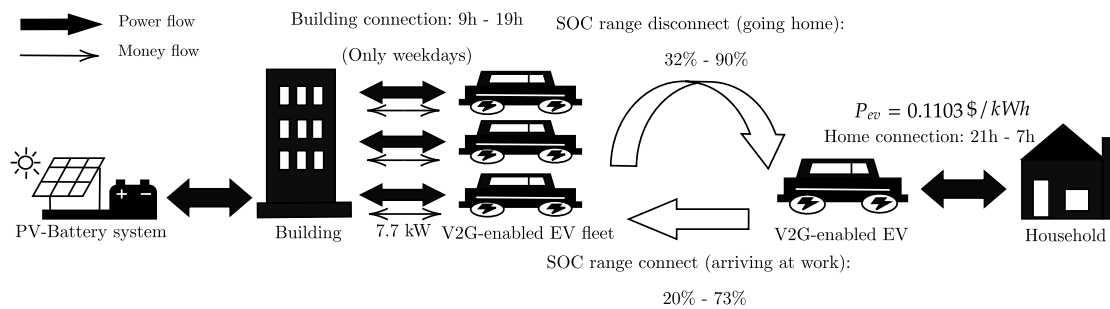 Power flow
Money flow
Building connection: 9h - 19h
(Only weekdays)
SOC range disconnect (going home):
32% - 90%
P_ev = 0.1103 $/kWh
Home connection: 21h - 7h
PV-Battery system
Building
7.7 kW
V2G-enabled EV fleet
V2G-enabled EV
Household
SOC range connect (arriving at work):
20% - 73%